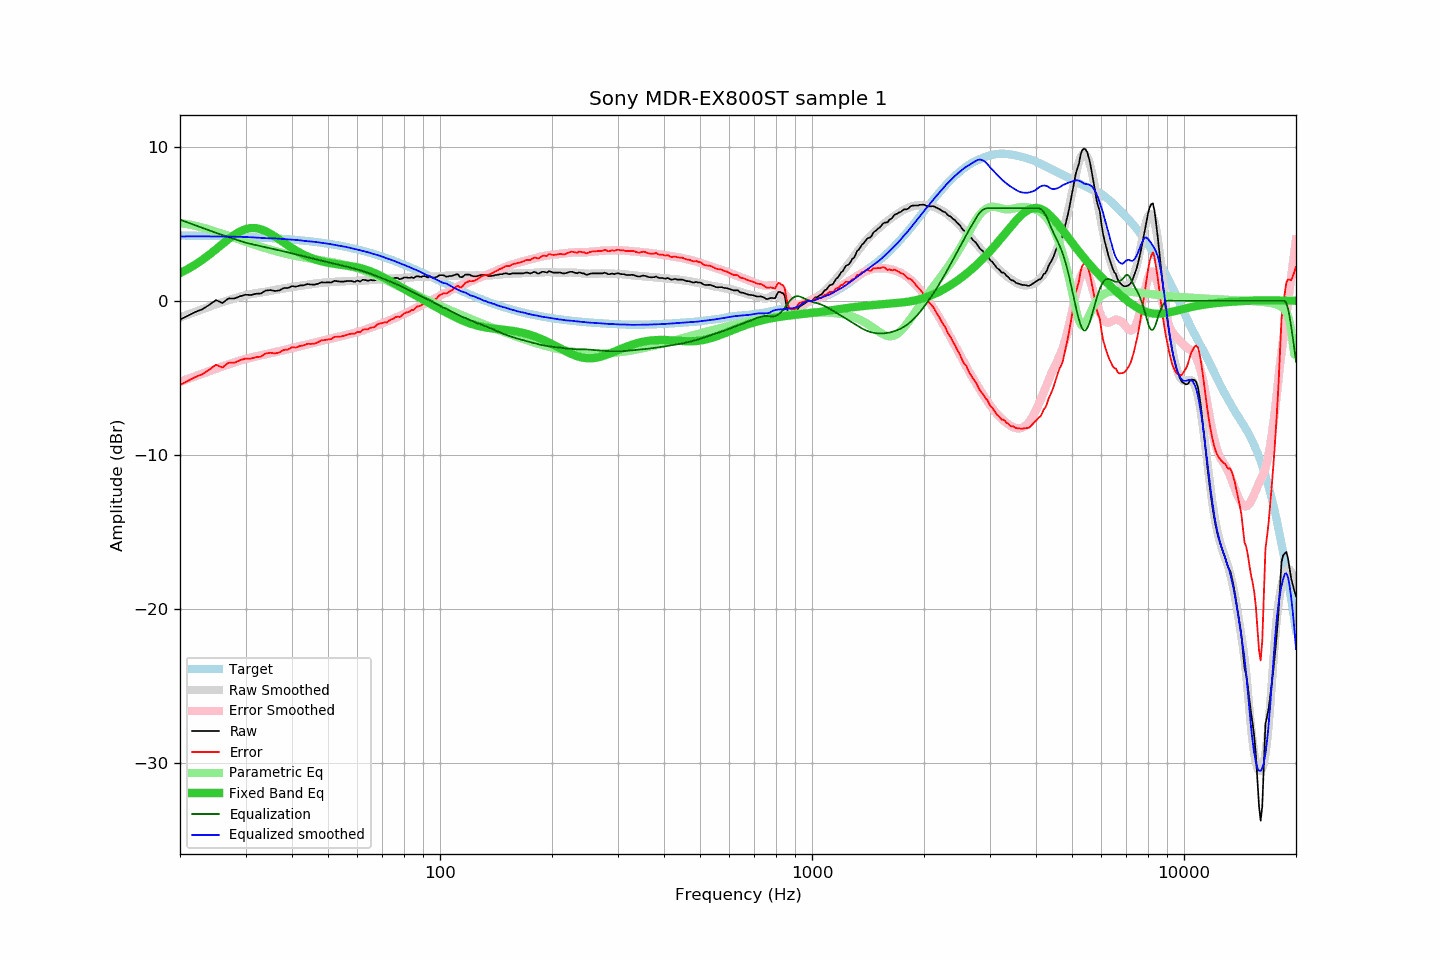 Sony MDR-EX800ST sample 1
10
0
−10
−20
−30
Amplitude (dBr)
Target
Raw Smoothed
Error Smoothed
Raw
Error
Parametric Eq
Fixed Band Eq
Equalization
Equalized smoothed
100
1000
10000
Frequency (Hz)